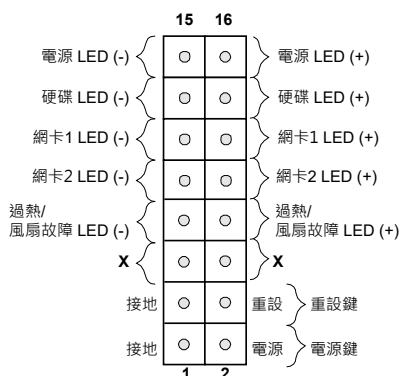 15 16
電源 LED (-) 電源 LED (+)
硬碟 LED (-) 硬碟 LED (+)
網卡1 LED (-) 網卡1 LED (+)
網卡2 LED (-) 網卡2 LED (+)
過熱/ 過熱/
風扇故障 LED (-) 風扇故障 LED (+)
X X
接地 重設 重設鍵
接地 電源 電源鍵
1 2